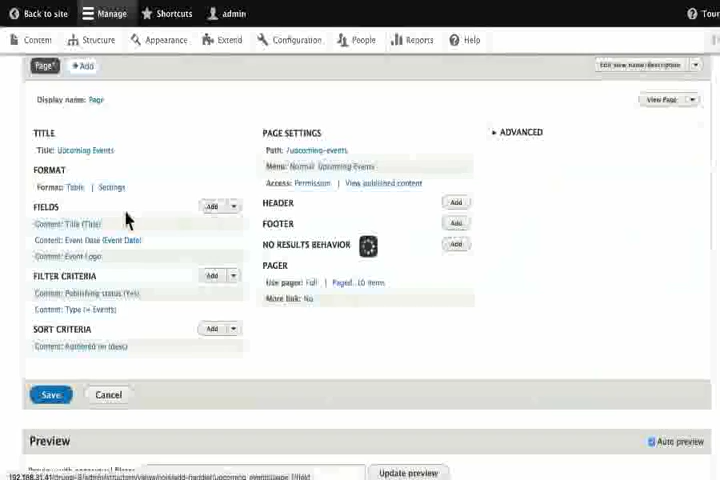 Back to site Manage Shortcuts admin Tour
Content Structure Appearance Extend Configuration People Reports Help
Page* +Add Edit view name/description
Display name: Page View Page
TITLE PAGE SETTINGS ADVANCED
Title: Upcoming Events Path: /upcoming-events
FORMAT Menu: Normal: Upcoming Events
Format: Table | Settings Access: Permission | View published content
FIELDS Add HEADER Add
Content: Title (Title) FOOTER Add
Content: Event Date (Event Date) NO RESULTS BEHAVIOR Add
Content: Event Logo PAGER
FILTER CRITERIA Add Use pager: Full | Paged, 10 items
Content: Publishing status (Yes) More link: No
Content: Type (= Events)
SORT CRITERIA Add
Content: Authored on (desc)
Save Cancel
Preview Auto preview
Update preview